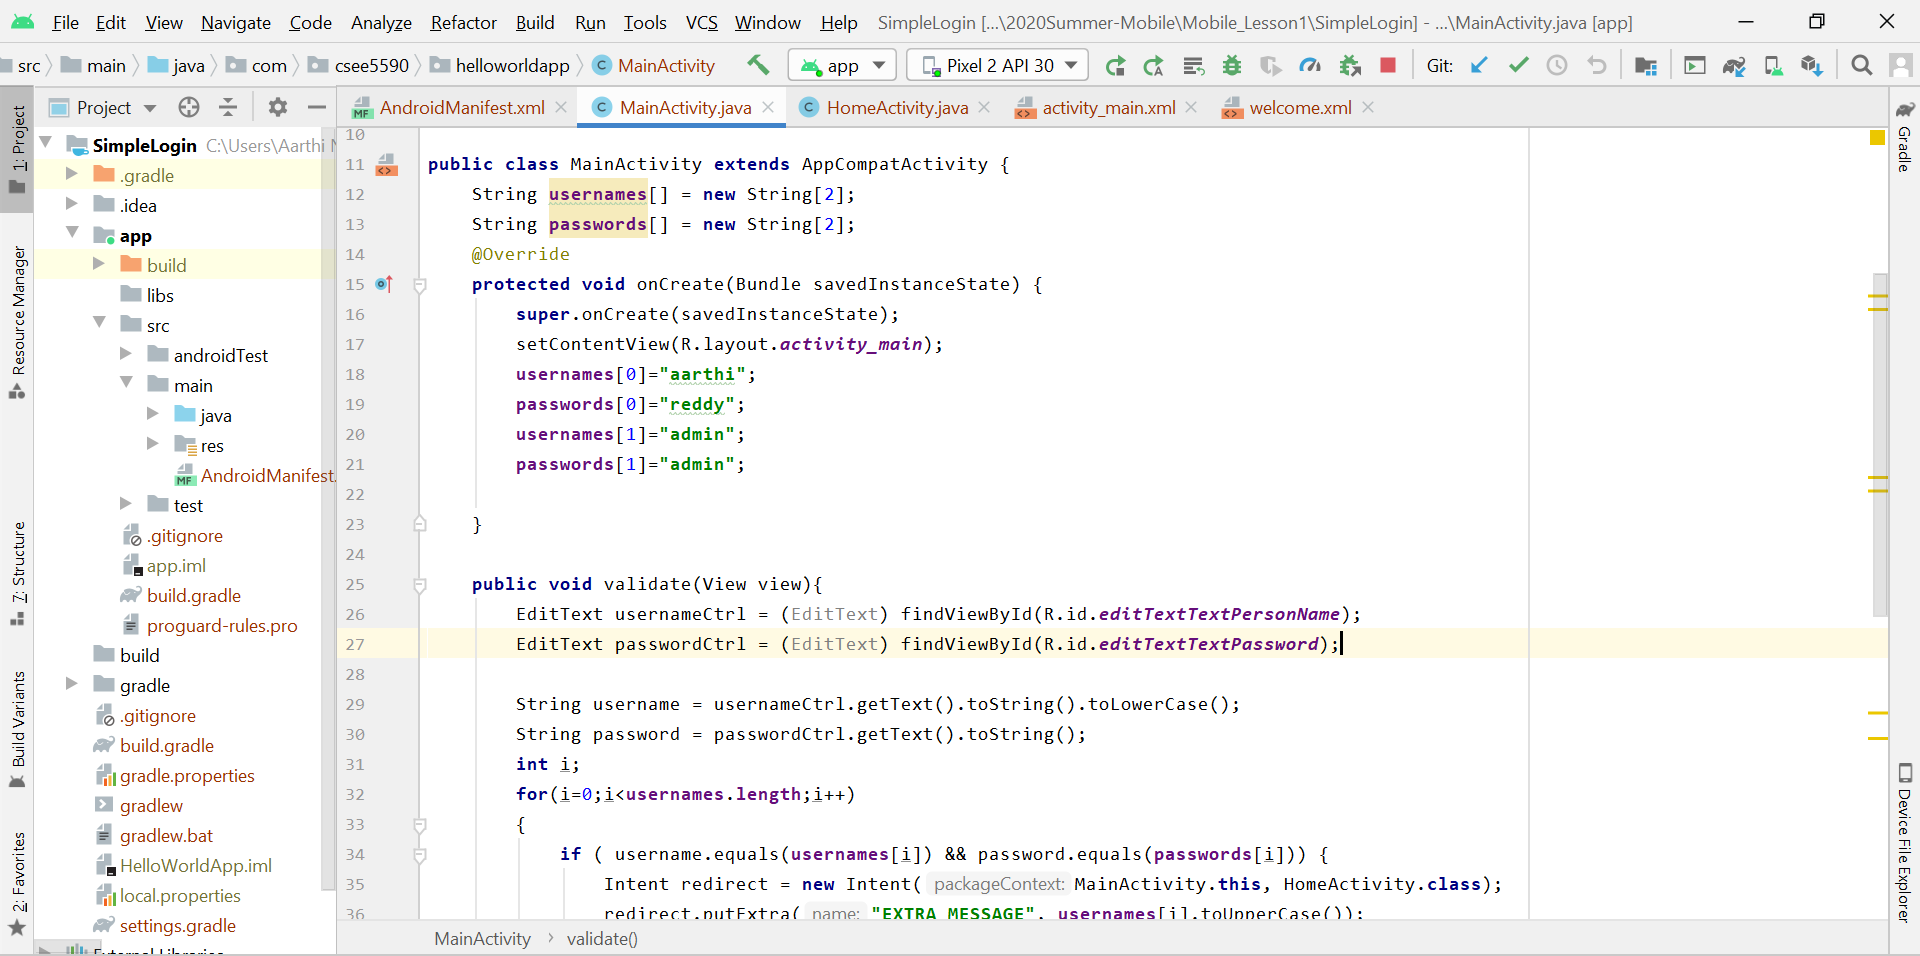 File Edit View Navigate Code Analyze Refactor Build Run Tools VCS Window Help SimpleLogin [...\2020Summer-Mobile\Mobile_Lesson1\SimpleLogin] - ...\MainActivity.java [app]
src main java com csee5590 helloworldapp MainActivity app Pixel 2 API 30 Git:
Project
AndroidManifest.xml MainActivity.java HomeActivity.java activity_main.xml welcome.xml
1: Project
Resource Manager
7: Structure
Build Variants
2: Favorites
SimpleLogin C:\Users\Aarthi
.gradle
.idea
app
build
libs
src
androidTest
main
java
res
AndroidManifest.
test
.gitignore
app.iml
build.gradle
proguard-rules.pro
build
gradle
.gitignore
build.gradle
gradle.properties
gradlew
gradlew.bat
HelloWorldApp.iml
local.properties
settings.gradle
External Libraries
10
11 public class MainActivity extends AppCompatActivity {
12 String usernames[] = new String[2];
13 String passwords[] = new String[2];
14 @Override
15 protected void onCreate(Bundle savedInstanceState) {
16 super.onCreate(savedInstanceState);
17 setContentView(R.layout.activity_main);
18 usernames[0]="aarthi";
19 passwords[0]="reddy";
20 usernames[1]="admin";
21 passwords[1]="admin";
22
23 }
24
25 public void validate(View view){
26 EditText usernameCtrl = (EditText) findViewById(R.id.editTextTextPersonName);
27 EditText passwordCtrl = (EditText) findViewById(R.id.editTextTextPassword);
28
29 String username = usernameCtrl.getText().toString().toLowerCase();
30 String password = passwordCtrl.getText().toString();
31 int i;
32 for(i=0;i<usernames.length;i++)
33 {
34 if ( username.equals(usernames[i]) && password.equals(passwords[i])) {
35 Intent redirect = new Intent( packageContext: MainActivity.this, HomeActivity.class);
36 redirect.putExtra( name: "EXTRA_MESSAGE", usernames[i].toUpperCase());
MainActivity validate()
Gradle
Device File Explorer